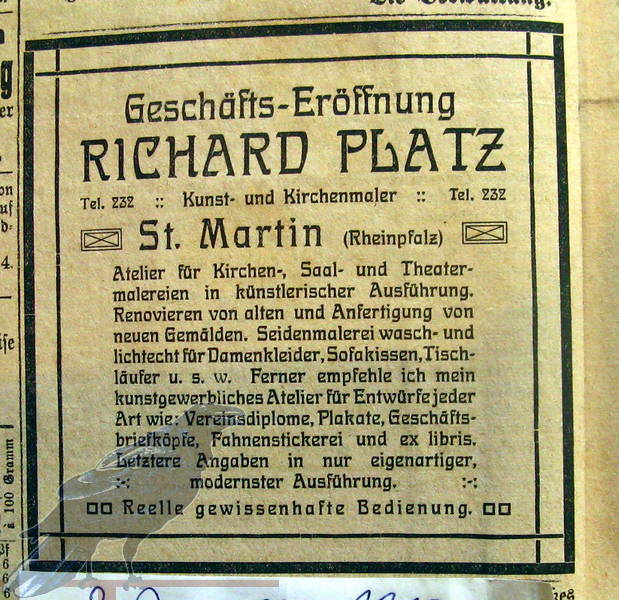 Die Verwaltung.
Geschäfts-Eröffnung
RICHARD PLATZ
Tel. 232 :: Kunst- und Kirchenmaler :: Tel. 232
St. Martin (Rheinpfalz)
Atelier für Kirchen-, Saal- und Theater-
malereien in künstlerischer Ausführung.
Renovieren von alten und Anfertigung von
neuen Gemälden. Seidenmalerei wasch- und
lichtecht für Damenkleider, Sofakissen, Tisch-
läufer u. s. w. Ferner empfehle ich mein
kunstgewerbliches Atelier für Entwürfe jeder
Art wie: Vereinsdiplome, Plakate, Geschäfts-
briefköpfe, Fahnenstickerei und ex libris.
Letztere Angaben in nur eigenartiger,
:-: modernster Ausführung. :-:
Reelle gewissenhafte Bedienung.
à 100 Gramm